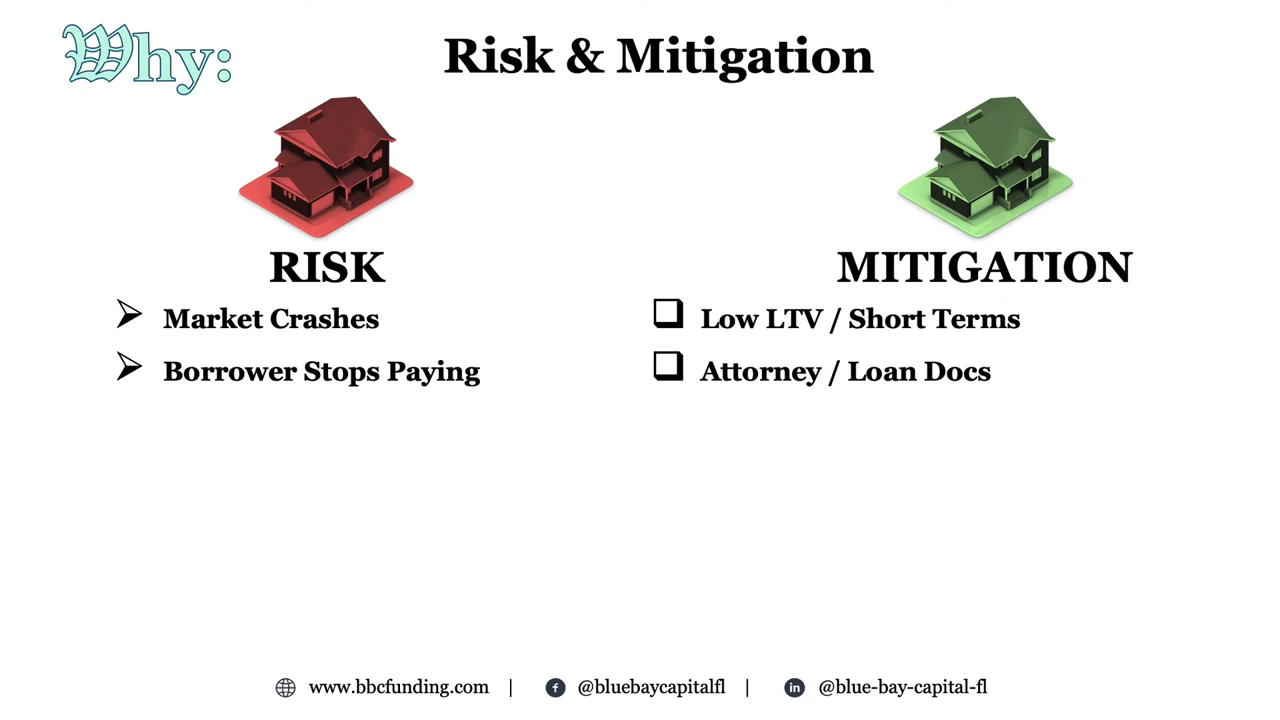 Why:
Risk & Mitigation
RISK
Market Crashes
Borrower Stops Paying
MITIGATION
Low LTV / Short Terms
Attorney / Loan Docs
www.bbcfunding.com | @bluebaycapitalfl | @blue-bay-capital-fl